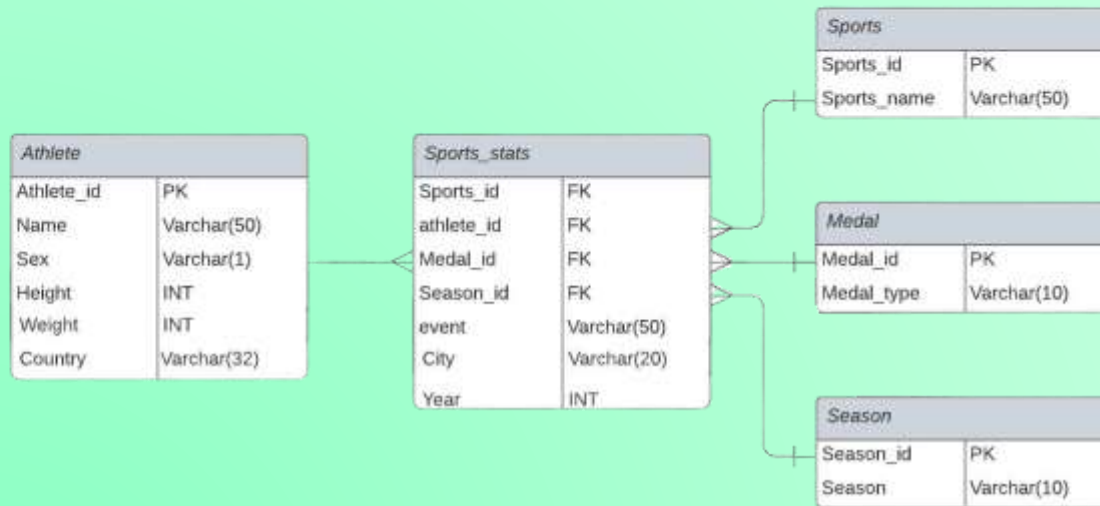 Athlete
Athlete_id PK
Name Varchar(50)
Sex Varchar(1)
Height INT
Weight INT
Country Varchar(32)
Sports_stats
Sports_id FK
athlete_id FK
Medal_id FK
Season_id FK
event Varchar(50)
City Varchar(20)
Year INT
Sports
Sports_id PK
Sports_name Varchar(50)
Medal
Medal_id PK
Medal_type Varchar(10)
Season
Season_id PK
Season Varchar(10)